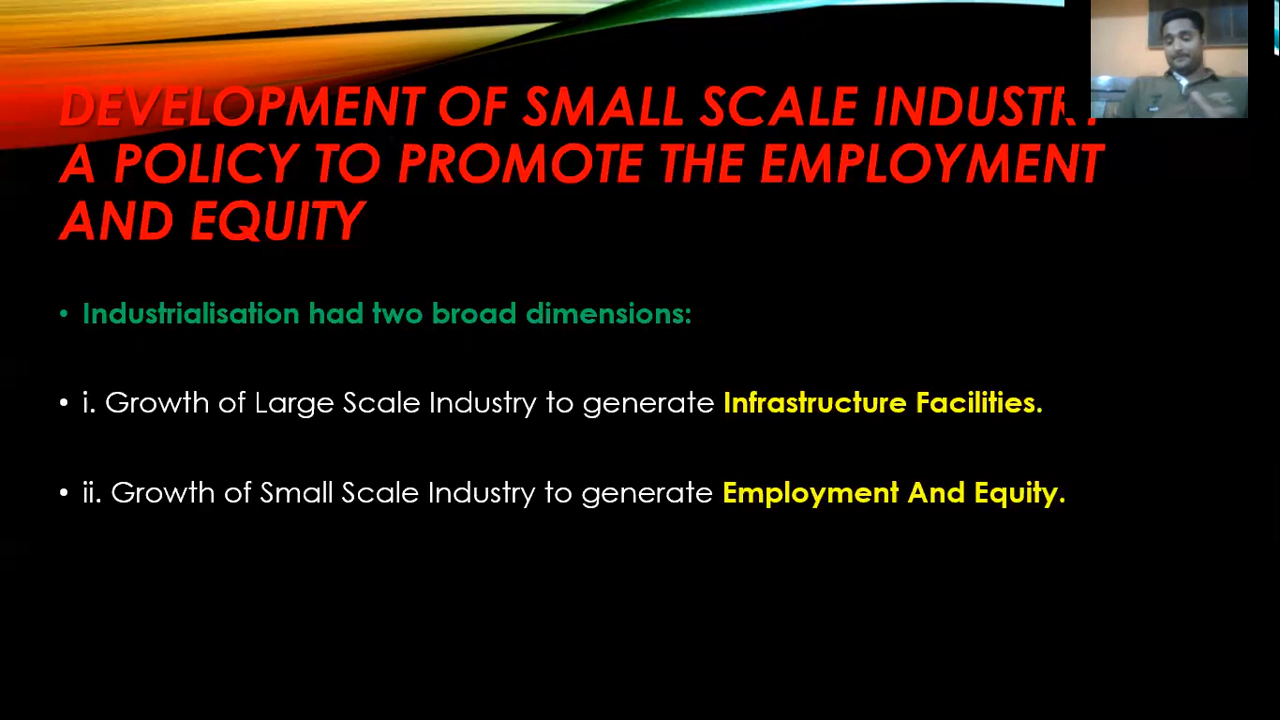 DEVELOPMENT OF SMALL SCALE INDUSTRY
A POLICY TO PROMOTE THE EMPLOYMENT
AND EQUITY
• Industrialisation had two broad dimensions:
• i. Growth of Large Scale Industry to generate Infrastructure Facilities.
• ii. Growth of Small Scale Industry to generate Employment And Equity.